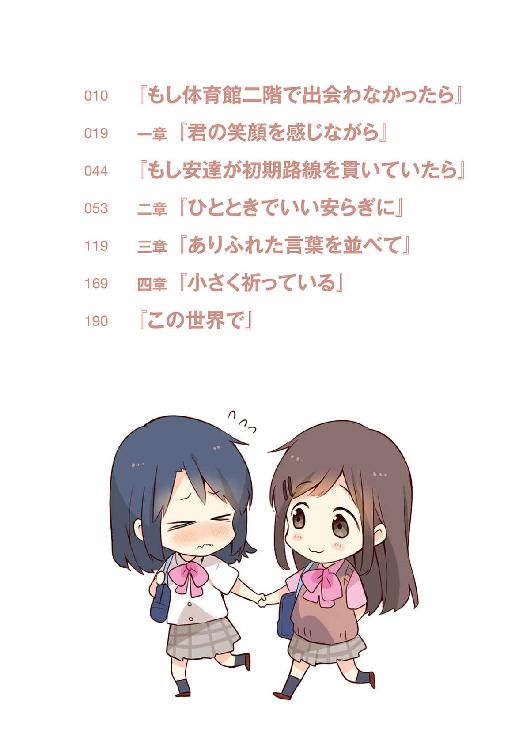 010 『もし体育館二階で出会わなかったら』
019 一章 『君の笑顔を感じながら』
044 『もし安達が初期路線を貫いていたら』
053 二章 『ひとときでいい安らぎに』
119 三章 『ありふれた言葉を並べて』
169 四章 『小さく祈っている』
190 『この世界で』